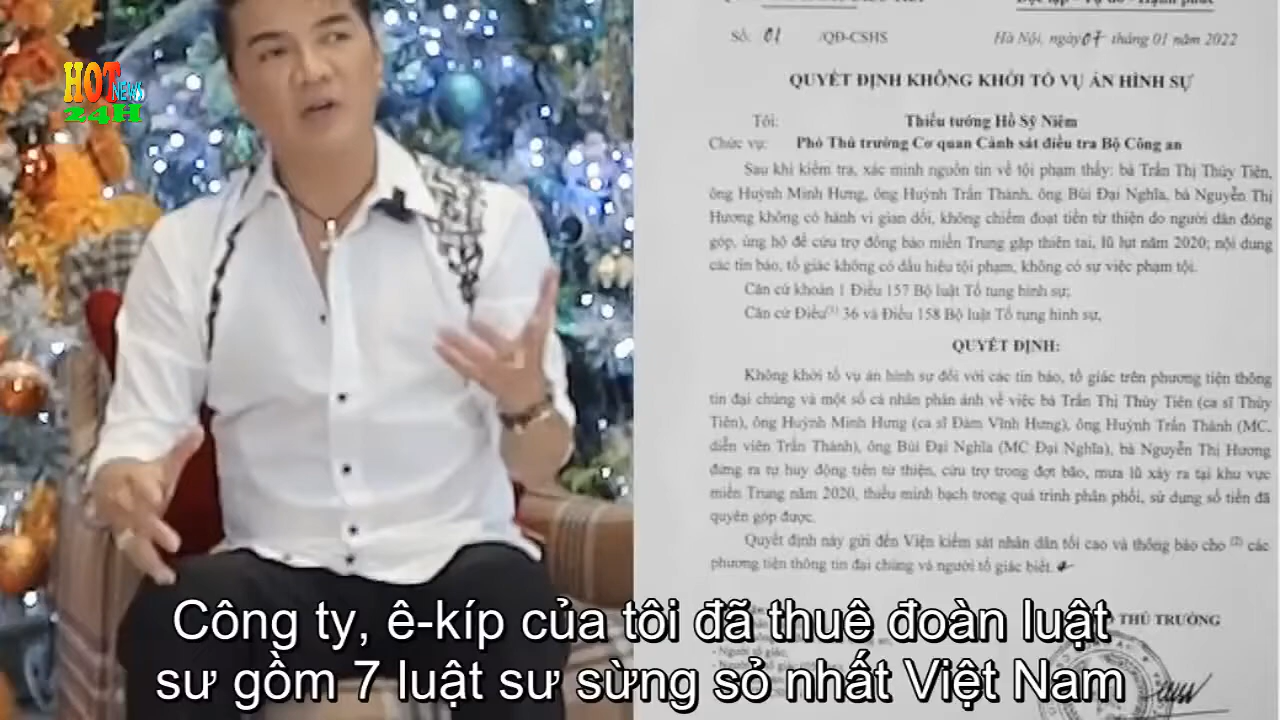 HOT
NEWS
24H
Số: 01 /QĐ-CSHS
Hà Nội, ngày 07 tháng 01 năm 2022
QUYẾT ĐỊNH KHÔNG KHỞI TỐ VỤ ÁN HÌNH SỰ
Tôi: Thiếu tướng Hồ Sỹ Niêm
Chức vụ: Phó Thủ trưởng Cơ quan Cảnh sát điều tra Bộ Công an
Sau khi kiểm tra, xác minh nguồn tin về tội phạm thấy: bà Trần Thị Thủy Tiên,
ông Huỳnh Minh Hưng, ông Huỳnh Trấn Thành, ông Bùi Đại Nghĩa, bà Nguyễn Thị
Hương không có hành vi gian dối, không chiếm đoạt tiền từ thiện do người dân đóng
góp, ủng hộ để cứu trợ đồng bào miền Trung gặp thiên tai, lũ lụt năm 2020; nội dung
các tin báo, tố giác không có dấu hiệu tội phạm, không có sự việc phạm tội.
Căn cứ khoản 1 Điều 157 Bộ luật Tố tụng hình sự;
Căn cứ Điều(1) 36 và Điều 158 Bộ luật Tố tụng hình sự,
QUYẾT ĐỊNH:
Không khởi tố vụ án hình sự đối với các tin báo, tố giác trên phương tiện thông
tin đại chúng và một số cá nhân phản ánh về việc bà Trần Thị Thủy Tiên (ca sĩ Thủy
Tiên), ông Huỳnh Minh Hưng (ca sĩ Đàm Vĩnh Hưng), ông Huỳnh Trấn Thành (MC,
diễn viên Trấn Thành), ông Bùi Đại Nghĩa (MC Đại Nghĩa), bà Nguyễn Thị Hương
đứng ra tự huy động tiền từ thiện, cứu trợ trong đợt bão, mưa lũ xảy ra tại khu vực
miền Trung năm 2020, thiếu minh bạch trong quá trình phân phối, sử dụng số tiền đã
quyên góp được.
Quyết định này gửi đến Viện kiểm sát nhân dân tối cao và thông báo cho (2) các
phương tiện thông tin đại chúng và người tố giác biết.
THỦ TRƯỞNG
Công ty, ê-kíp của tôi đã thuê đoàn luật
sư gồm 7 luật sư sừng sỏ nhất Việt Nam